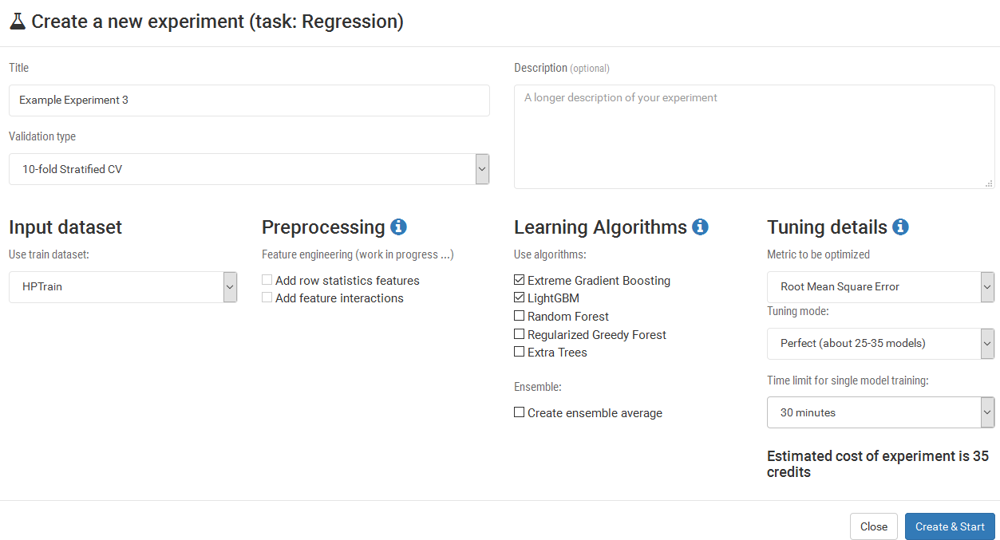 Create a new experiment (task: Regression)
Title
Example Experiment 3
Validation type
10-fold Stratified CV
Description (optional)
A longer description of your experiment
Input dataset
Use train dataset:
HPTrain
Preprocessing
Feature engineering (work in progress ...)
Add row statistics features
Add feature interactions
Learning Algorithms
Use algorithms:
Extreme Gradient Boosting
LightGBM
Random Forest
Regularized Greedy Forest
Extra Trees
Ensemble:
Create ensemble average
Tuning details
Metric to be optimized
Root Mean Square Error
Tuning mode:
Perfect (about 25-35 models)
Time limit for single model training:
30 minutes
Estimated cost of experiment is 35
credits
Close
Create & Start